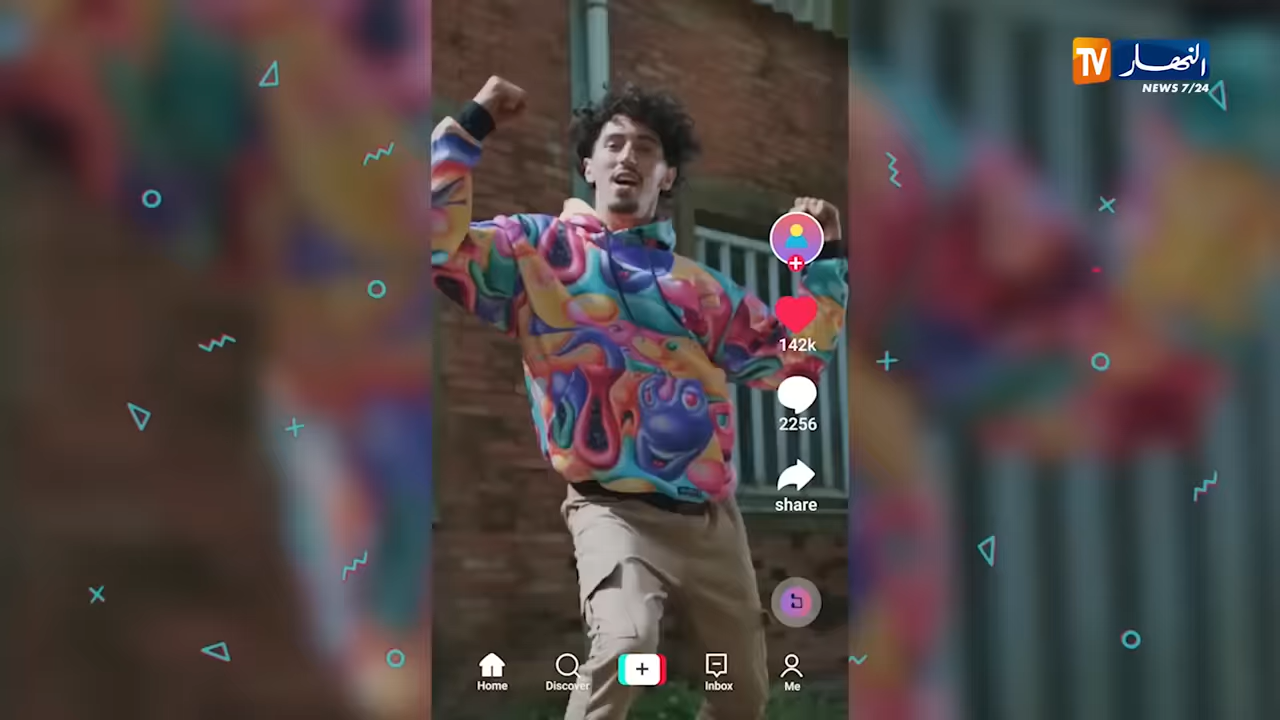 TV النهار
NEWS 7/24
142k
2256
share
Home
Discover
Inbox
Me